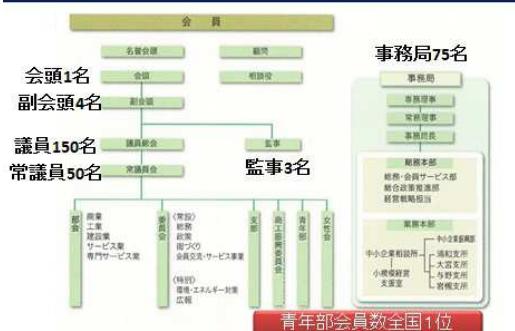 会員
名誉会頭
顧問
会頭1名
会頭
相談役
副会頭4名
副会頭
議員150名
議員総会
監事
監事3名
常議員50名
常議員会
部会
商業
工業
建設業
サービス業
専門サービス業
委員会
〈常設〉
総務
政策
街づくり
会員交流・サービス事業
〈特別〉
環境・エネルギー対策
広報
支部
商工振興委員会
青年部
女性会
青年部会員数全国1位
事務局75名
事務局
専務理事
常務理事
事務局長
総務本部
総務・会員サービス部
総合政策推進部
経営戦略担当
業務本部
中小企業振興部
中小企業相談所
浦和支所
大宮支所
与野支所
岩槻支所
小規模経営
支援室